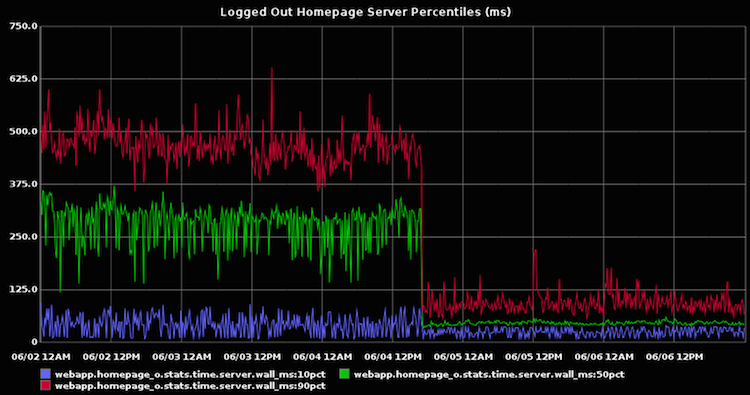 Logged Out Homepage Server Percentiles (ms)
750.0
625.0
500.0
375.0
250.0
125.0
0
06/02 12AM 06/02 12PM 06/03 12AM 06/03 12PM 06/04 12AM 06/04 12PM 06/05 12AM 06/05 12PM 06/06 12AM 06/06 12PM
webapp.homepage_o.stats.time.server.wall_ms:10pct webapp.homepage_o.stats.time.server.wall_ms:50pct
webapp.homepage_o.stats.time.server.wall_ms:90pct